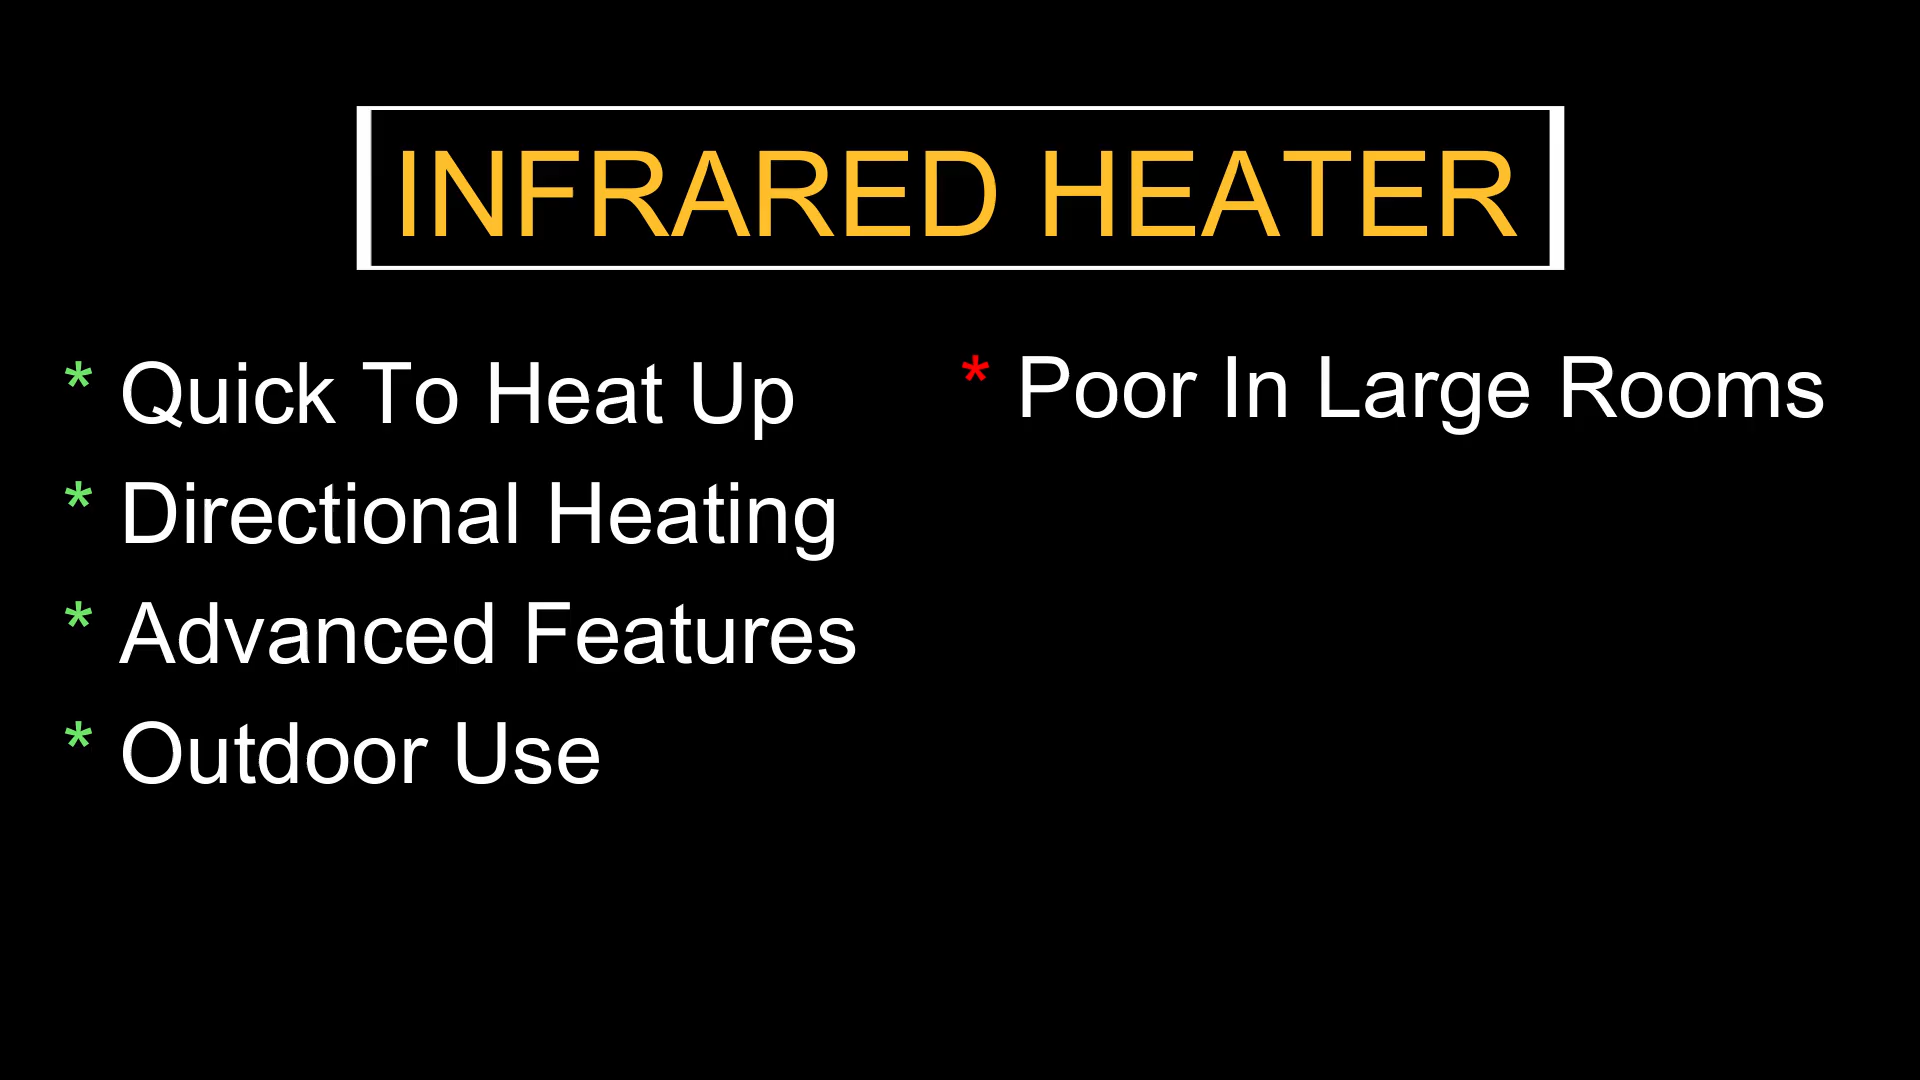 INFRARED HEATER
* Quick To Heat Up
* Directional Heating
* Advanced Features
* Outdoor Use
* Poor In Large Rooms